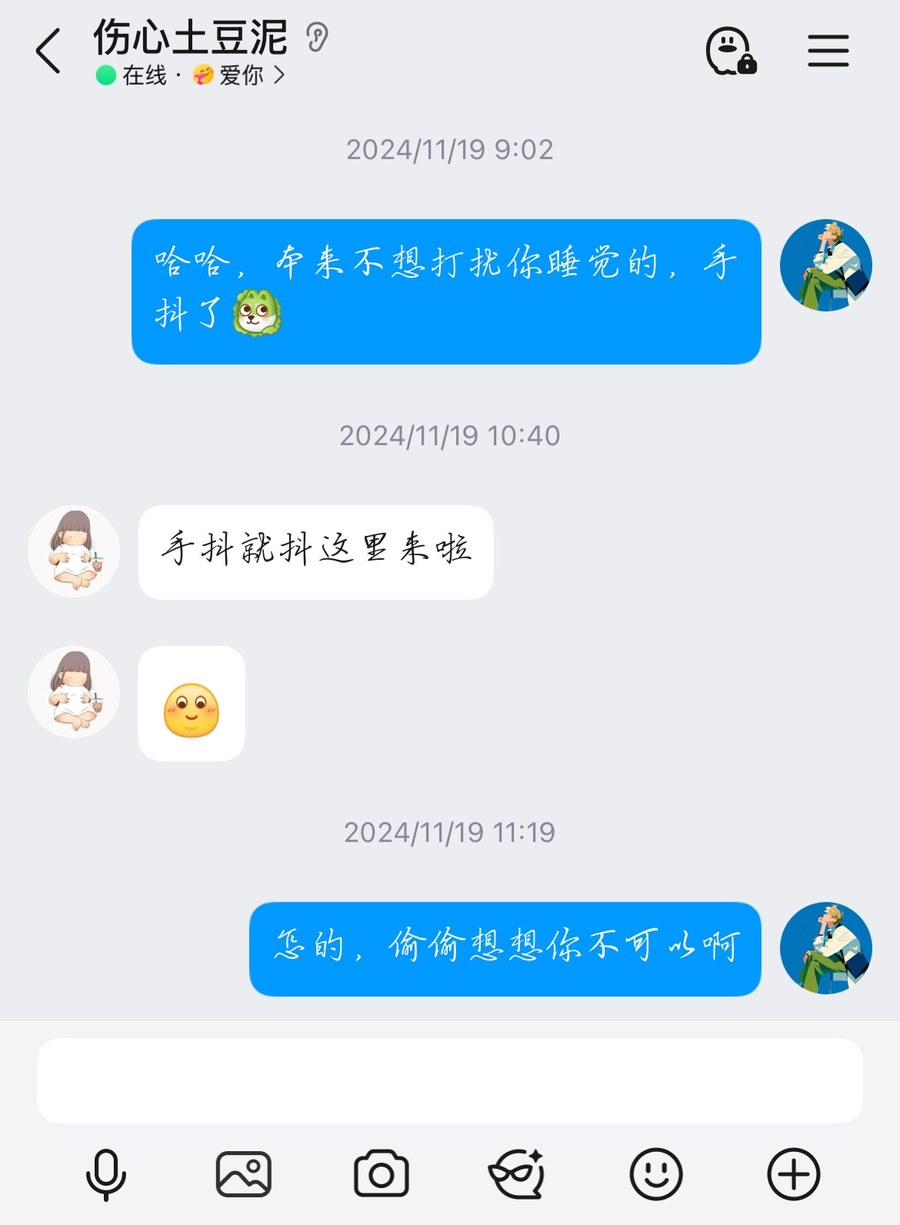 伤心土豆泥
在线 · 爱你
2024/11/19 9:02
哈哈，本来不想打扰你睡觉的，手
抖了
2024/11/19 10:40
手抖就抖这里来啦
2024/11/19 11:19
怎的，偷偷想想你不可以啊